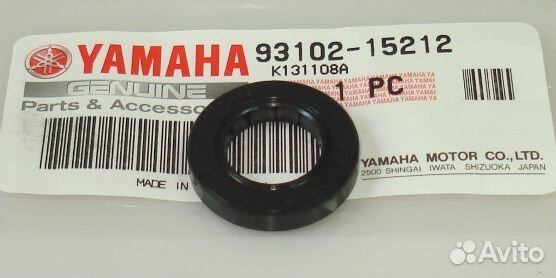 YAMAHA 93102-15212
K131108A
GENUINE
1 PC
Parts & Accesso
YAMAHA MOTOR CO.,LTD.
2500 SHINGAI IWATA SHIZUOKA JAPAN
MADE IN
Avito